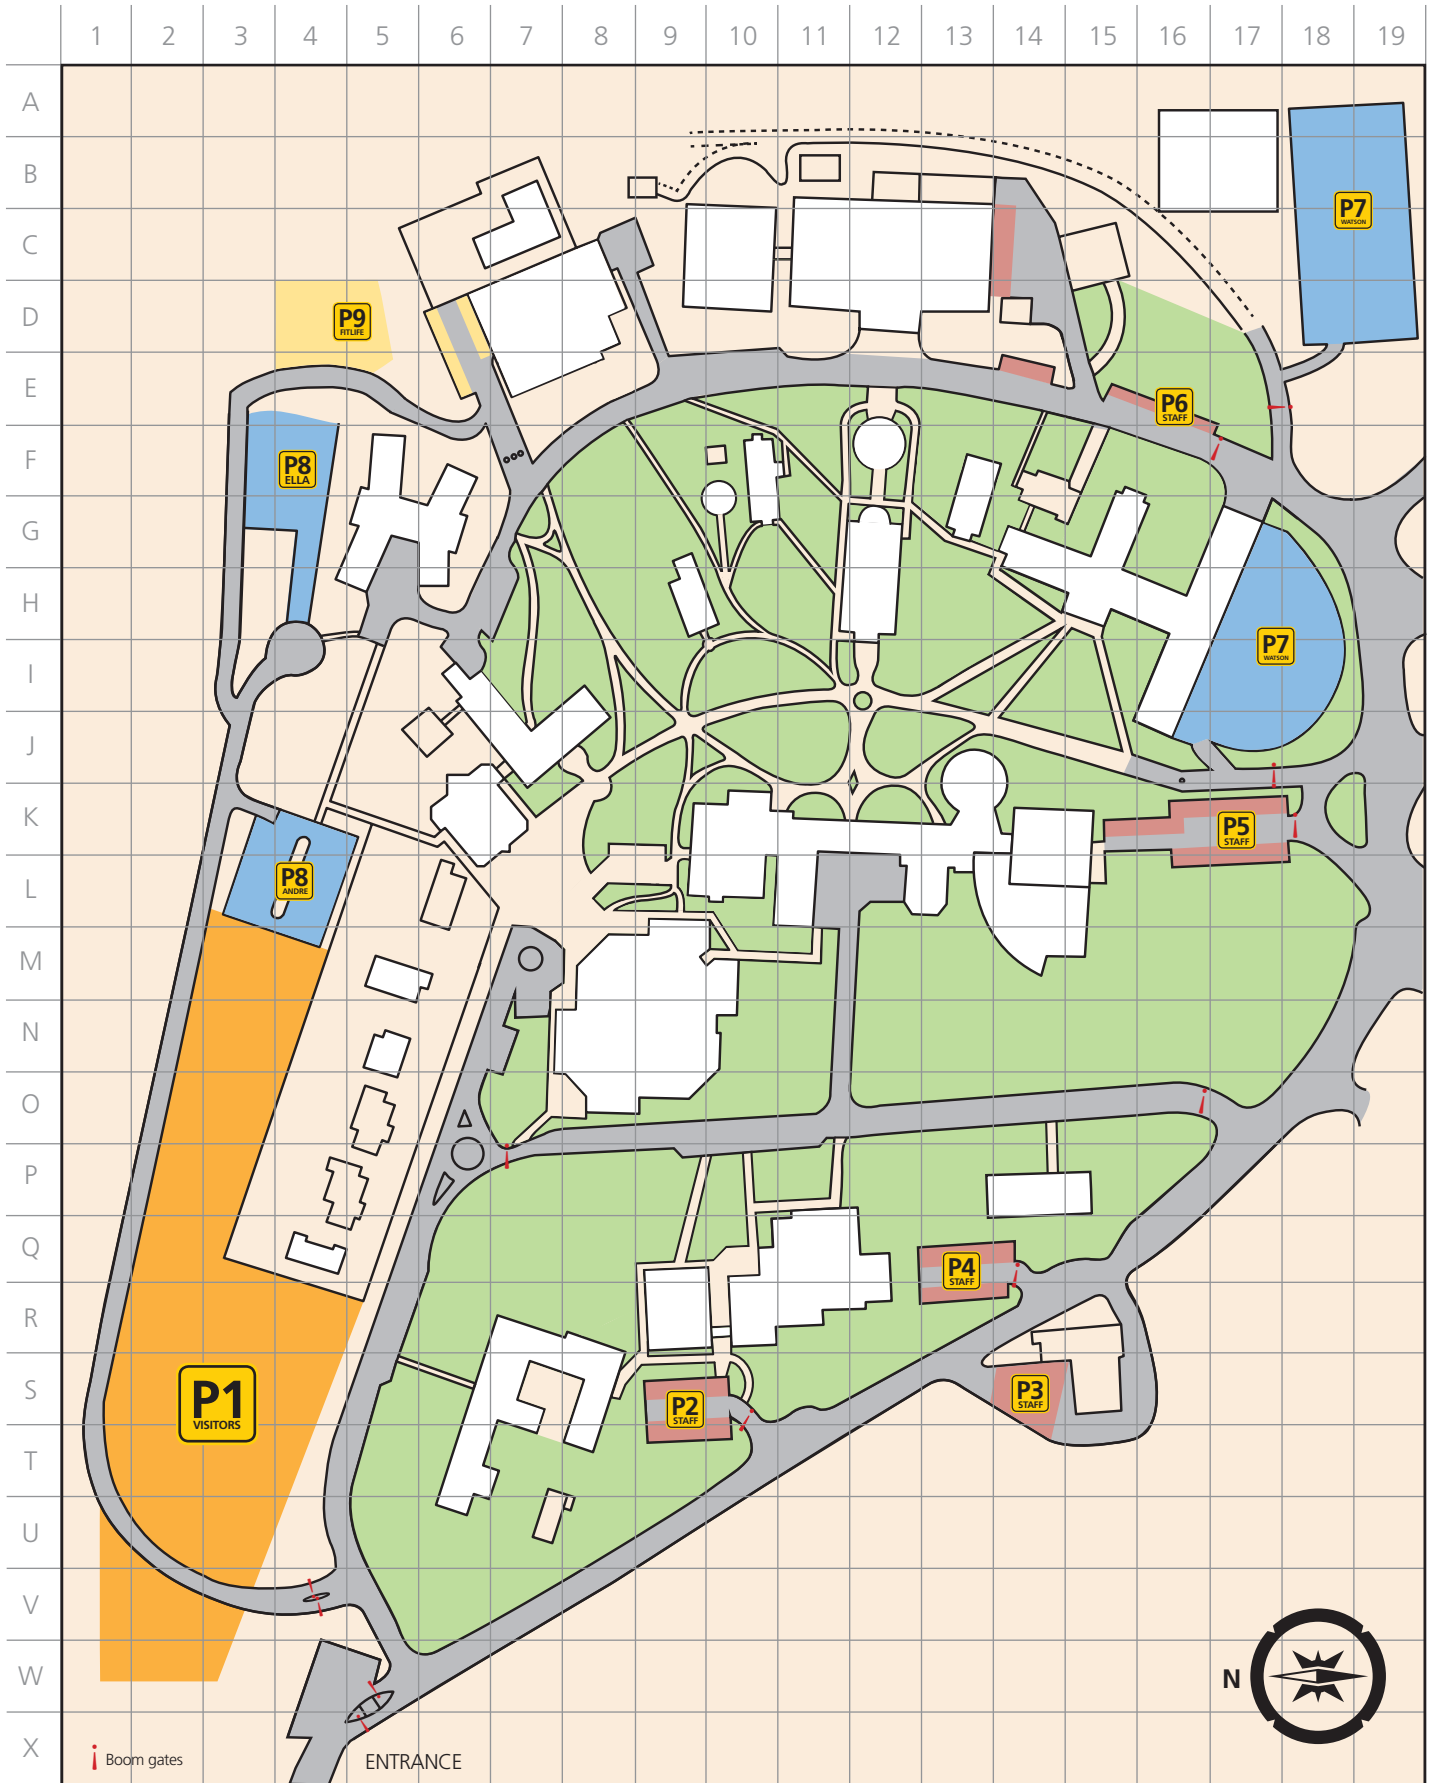 1 2 3 4 5 6 7 8 9 10 11 12 13 14 15 16 17 18 19
A
B
P7
WATSON
C
D
P9
FITLIFE
E
P6
STAFF
F
P8
ELLA
G
H
I
P7
WATSON
J
K
P5
STAFF
L
P8
ANDRE
M
N
O
P
Q
P4
STAFF
R
S
P1
VISITORS
P2
STAFF
P3
STAFF
T
U
V
W
N
X
Boom gates
ENTRANCE